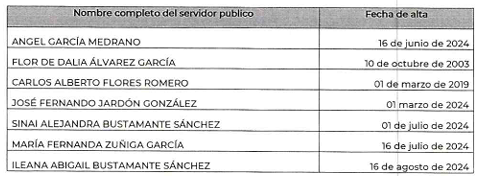 Nombre completo del servidor publico Fecha de alta
ANGEL GARCÍA MEDRANO 16 de junio de 2024
FLOR DE DALIA ÁLVAREZ GARCÍA 10 de octubre de 2003
CARLOS ALBERTO FLORES ROMERO 01 de marzo de 2019
JOSÉ FERNANDO JARDÓN GONZÁLEZ 01 marzo de 2024
SINAI ALEJANDRA BUSTAMANTE SÁNCHEZ 01 de julio de 2024
MARÍA FERNANDA ZUÑIGA GARCÍA 16 de julio de 2024
ILEANA ABIGAIL BUSTAMANTE SÁNCHEZ 16 de agosto de 2024